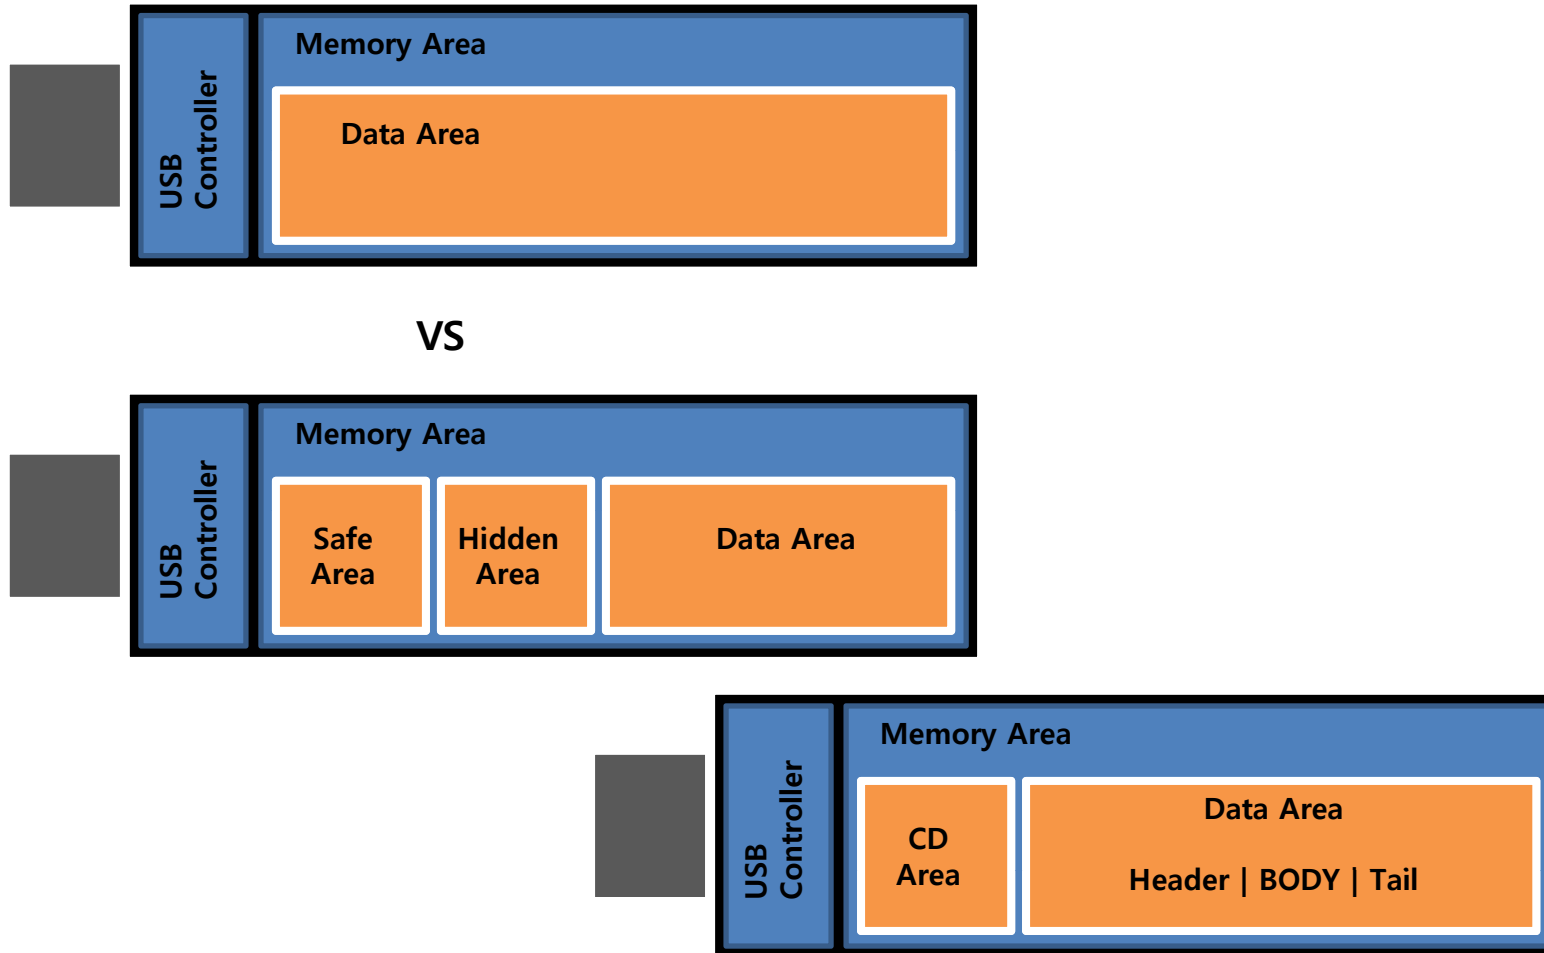 USB
Controller
Memory Area
Data Area
VS
USB
Controller
Memory Area
Safe
Area
Hidden
Area
Data Area
USB
Controller
Memory Area
CD
Area
Data Area
Header | BODY | Tail